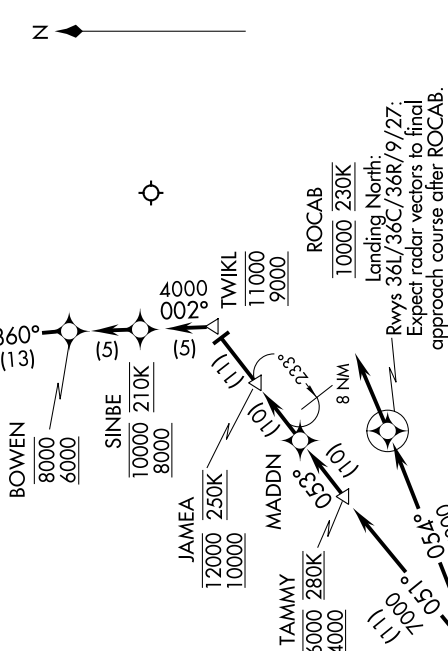 N
360°
(13)
BOWEN
8000
6000
(5)
SINBE
10000 210K
8000
(5)
4000
002°
TWIKL
11000
9000
(11)
JAMEA
12000 250K
10000
(10)
233°
8 NM
MADDN
053°
(10)
TAMMY
280K
ROCAB
10000 230K
Landing North:
Rwys 36L/36C/36R/9/27:
Expect radar vectors to final
approach course after ROCAB.
054°
051°
7000
(11)